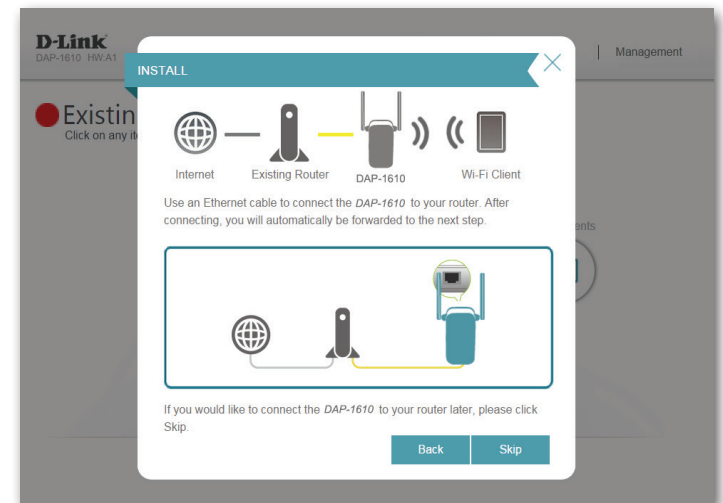 D-Link
DAP-1610 HW:A1
Management
INSTALL
Existin
Click on any it
Internet
Existing Router
DAP-1610
Wi-Fi Client
Use an Ethernet cable to connect the DAP-1610 to your router. After
connecting, you will automatically be forwarded to the next step.
ents
If you would like to connect the DAP-1610 to your router later, please click
Skip.
Back
Skip